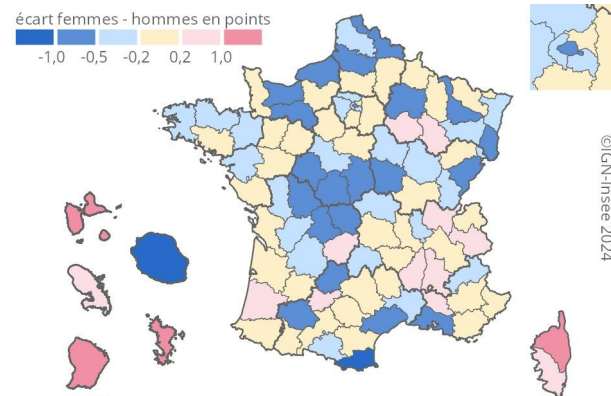 écart femmes - hommes en points
-1,0 -0,5 -0,2 0,2 1,0
©IGN-Insee 2024